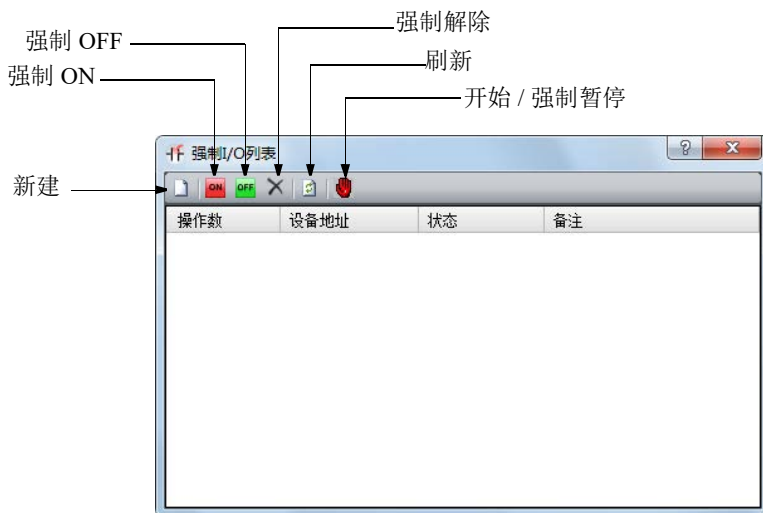 强制解除
强制 OFF
刷新
强制 ON
开始 / 强制暂停
强制I/O列表
新建
ON OFF
操作数 设备地址 状态 备注